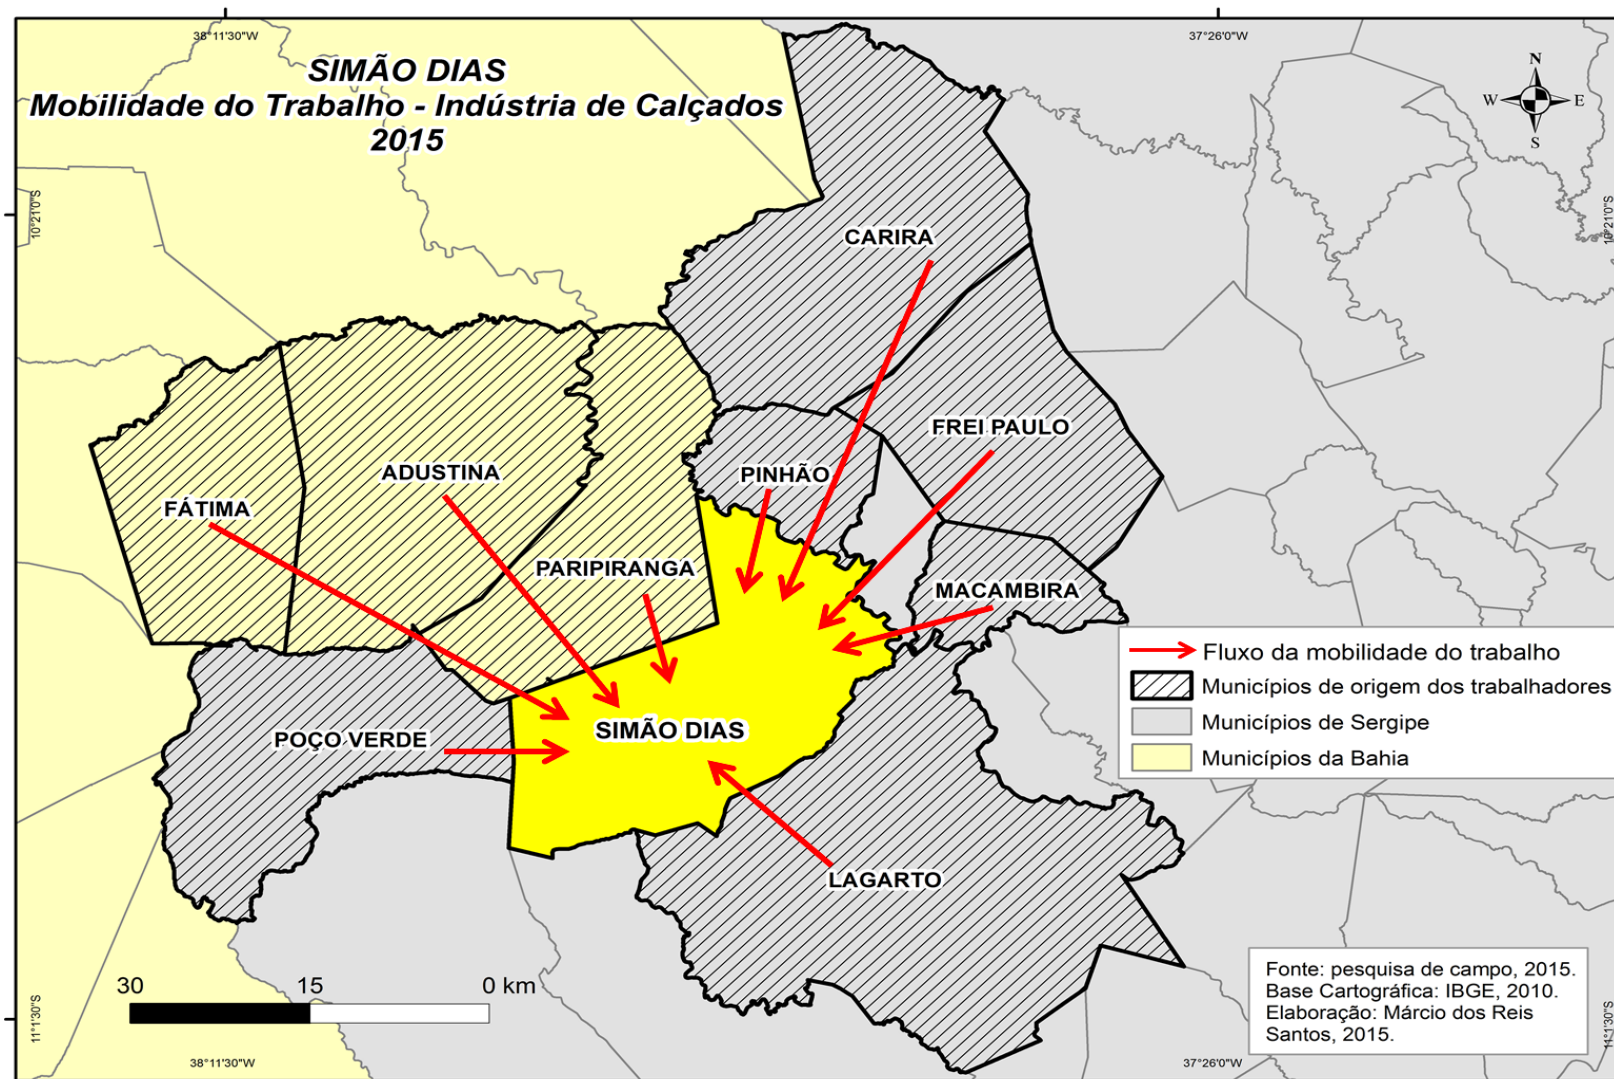 38°11'30"W
37°26'0"W
SIMÃO DIAS
Mobilidade do Trabalho - Indústria de Calçados
2015
N
W
E
S
10°21'0"S
10°21'0"S
CARIRA
FREI PAULO
ADUSTINA
PINHÃO
FÁTIMA
PARIPIRANGA
MACAMBIRA
Fluxo da mobilidade do trabalho
Municípios de origem dos trabalhadores
Municípios de Sergipe
Municípios da Bahia
SIMÃO DIAS
POÇO VERDE
LAGARTO
30 15 0 km
Fonte: pesquisa de campo, 2015.
Base Cartográfica: IBGE, 2010.
Elaboração: Márcio dos Reis
Santos, 2015.
11°1'30"S
11°1'30"S
38°11'30"W
37°26'0"W